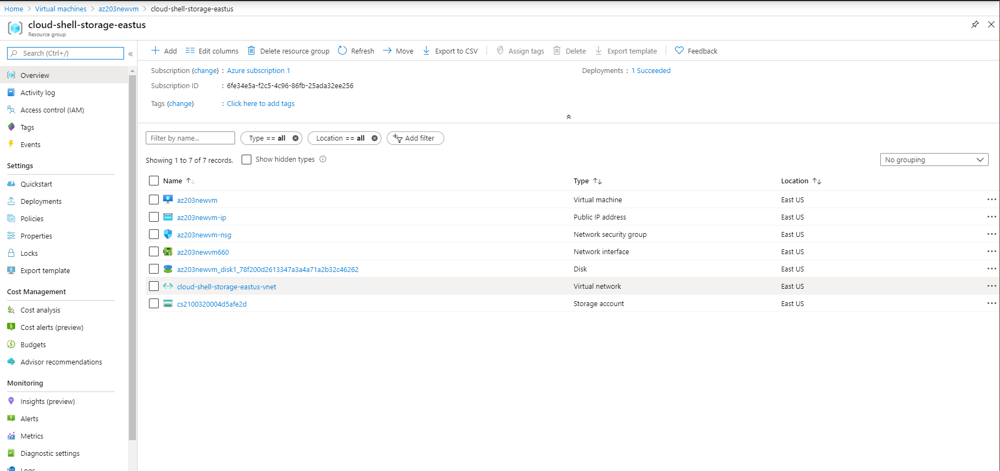 Home > Virtual machines > az203newvm > cloud-shell-storage-eastus
cloud-shell-storage-eastus
Resource group
Search (Ctrl+/)
«
Overview
Activity log
Access control (IAM)
Tags
Events
Settings
Quickstart
Deployments
Policies
Properties
Locks
Export template
Cost Management
Cost analysis
Cost alerts (preview)
Budgets
Advisor recommendations
Monitoring
Insights (preview)
Alerts
Metrics
Diagnostic settings
Logs
Add Edit columns Delete resource group Refresh Move Export to CSV Assign tags Delete Export template Feedback
Subscription (change) : Azure subscription 1
Deployments : 1 Succeeded
Subscription ID : 6fe34e5a-f2c5-4c96-86fb-25ada32ee256
Tags (change) : Click here to add tags
Filter by name... Type == all Location == all Add filter
Showing 1 to 7 of 7 records. Show hidden types No grouping
Name Type Location
az203newvm Virtual machine East US
az203newvm-ip Public IP address East US
az203newvm-nsg Network security group East US
az203newvm660 Network interface East US
az203newvm_disk1_78f200d2613347a3a4a71a2b32c46262 Disk East US
cloud-shell-storage-eastus-vnet Virtual network East US
cs2100320004d5afe2d Storage account East US